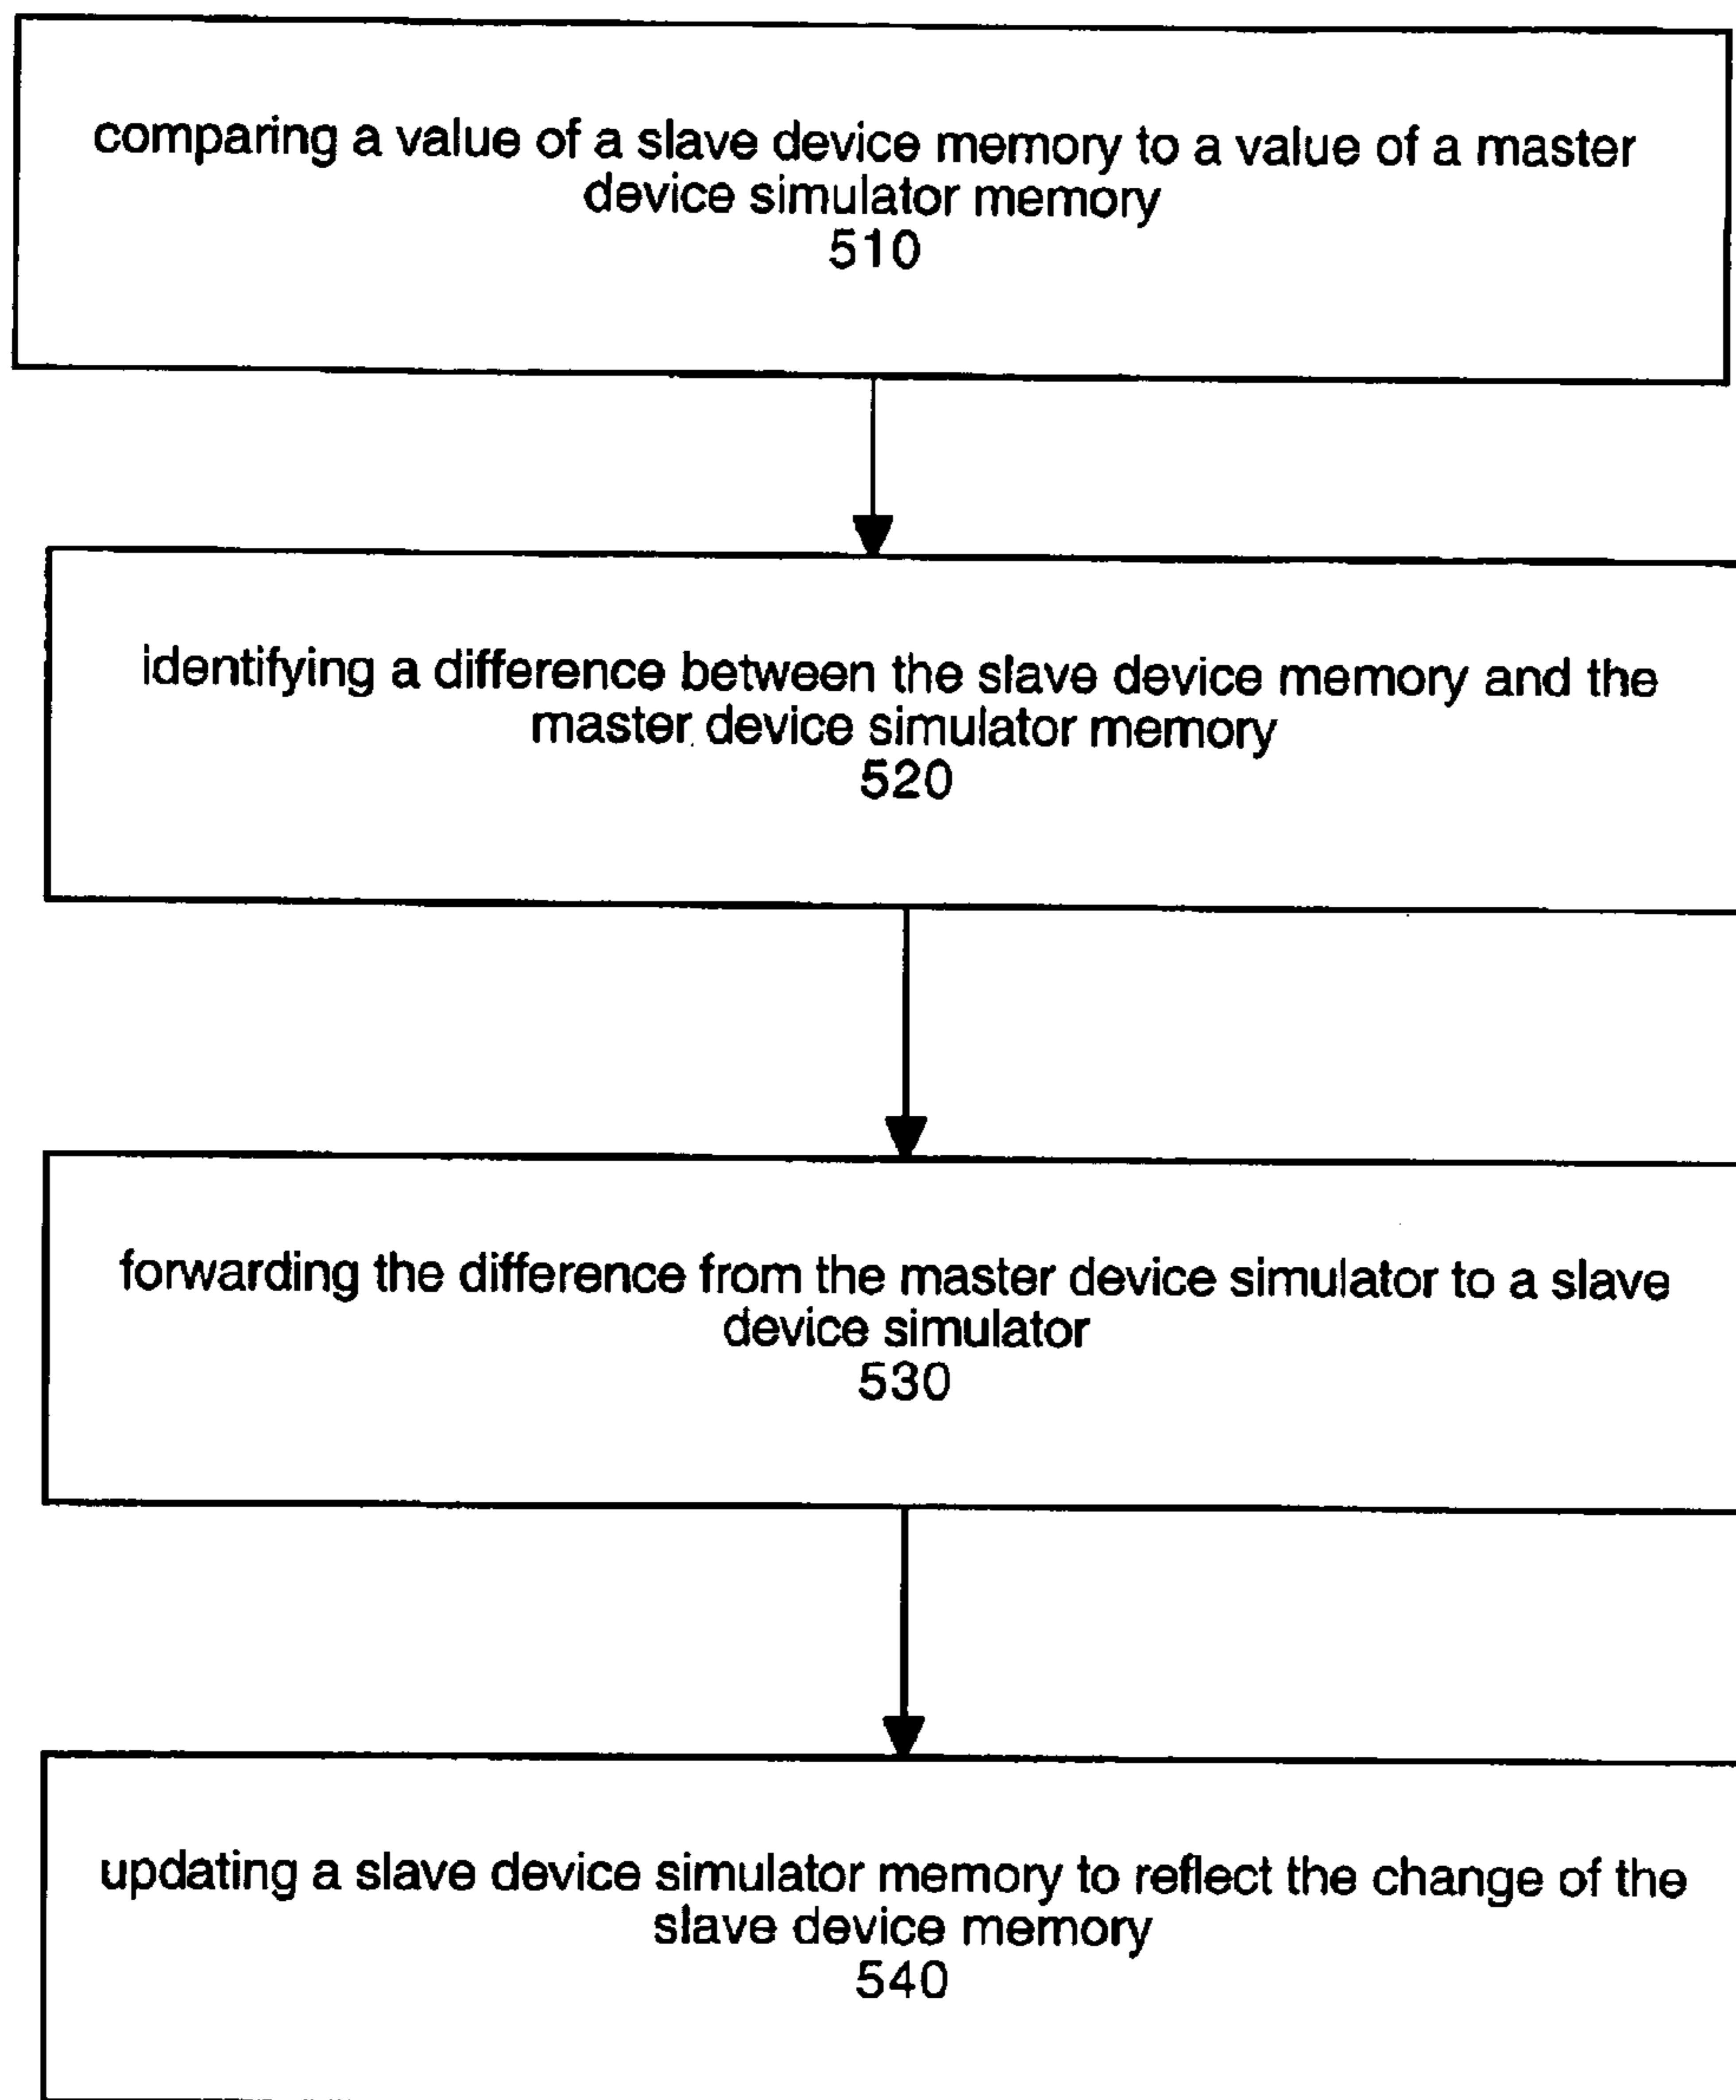 comparing a value of a slave device memory to a value of a master
device simulator memory
510
identifying a difference between the slave device memory and the
master device simulator memory
520
forwarding the difference from the master device simulator to a slave
device simulator
530
updating a slave device simulator memory to reflect the change of the
slave device memory
540